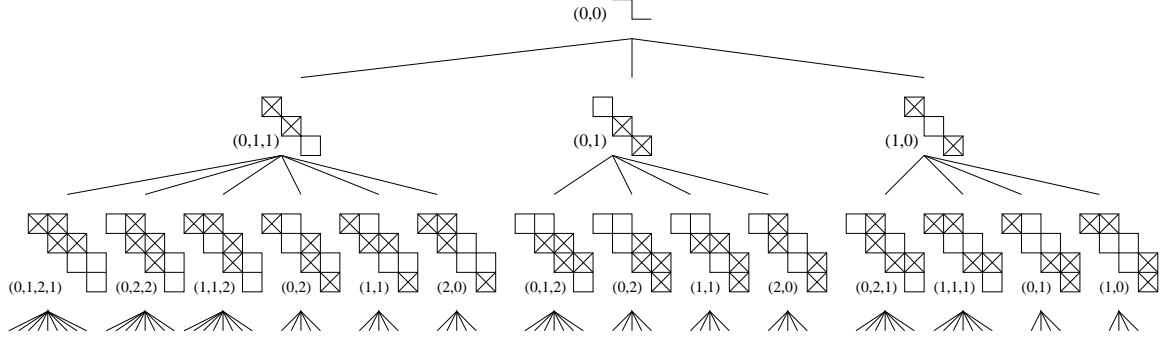 (0,0)
(0,1,1) (0,1) (1,0)
(0,1,2,1) (0,2,2) (1,1,2) (0,2) (1,1) (2,0) (0,1,2) (0,2) (1,1) (2,0) (0,2,1) (1,1,1) (0,1) (1,0)